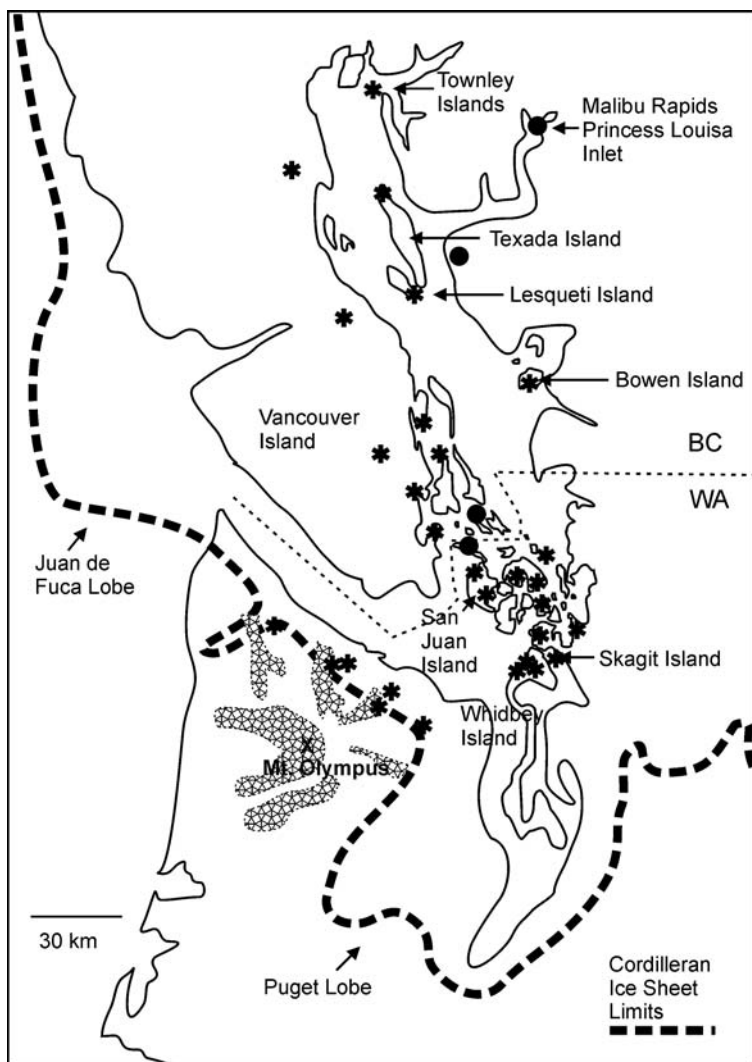 Townley
Islands
Malibu Rapids
Princess Louisa
Inlet
Texada Island
Lesqueti Island
Bowen Island
Vancouver
Island
BC
WA
Juan de
Fuca Lobe
San
Juan
Island
Skagit Island
Whidbey
Island
X
Mt. Olympus
30 km
Puget Lobe
Cordilleran
Ice Sheet
Limits